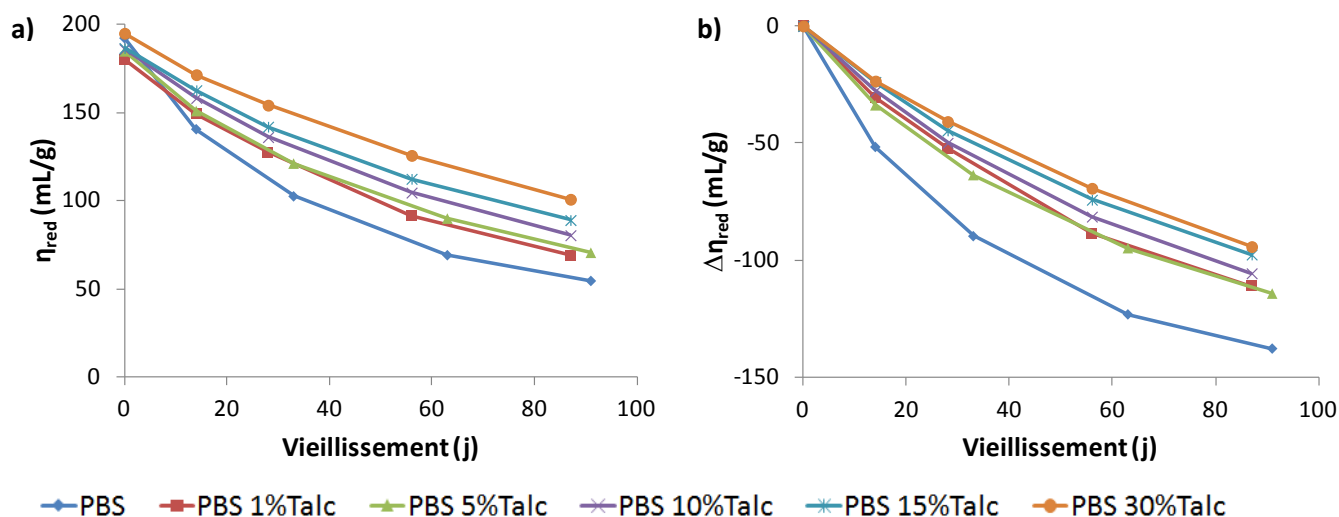 a)
η_red (mL/g)
200
150
100
50
0
0 20 40 60 80 100
Vieillissement (j)
b)
Δη_red (mL/g)
0
-50
-100
-150
0 20 40 60 80 100
Vieillissement (j)
PBS PBS 1%Talc PBS 5%Talc PBS 10%Talc PBS 15%Talc PBS 30%Talc